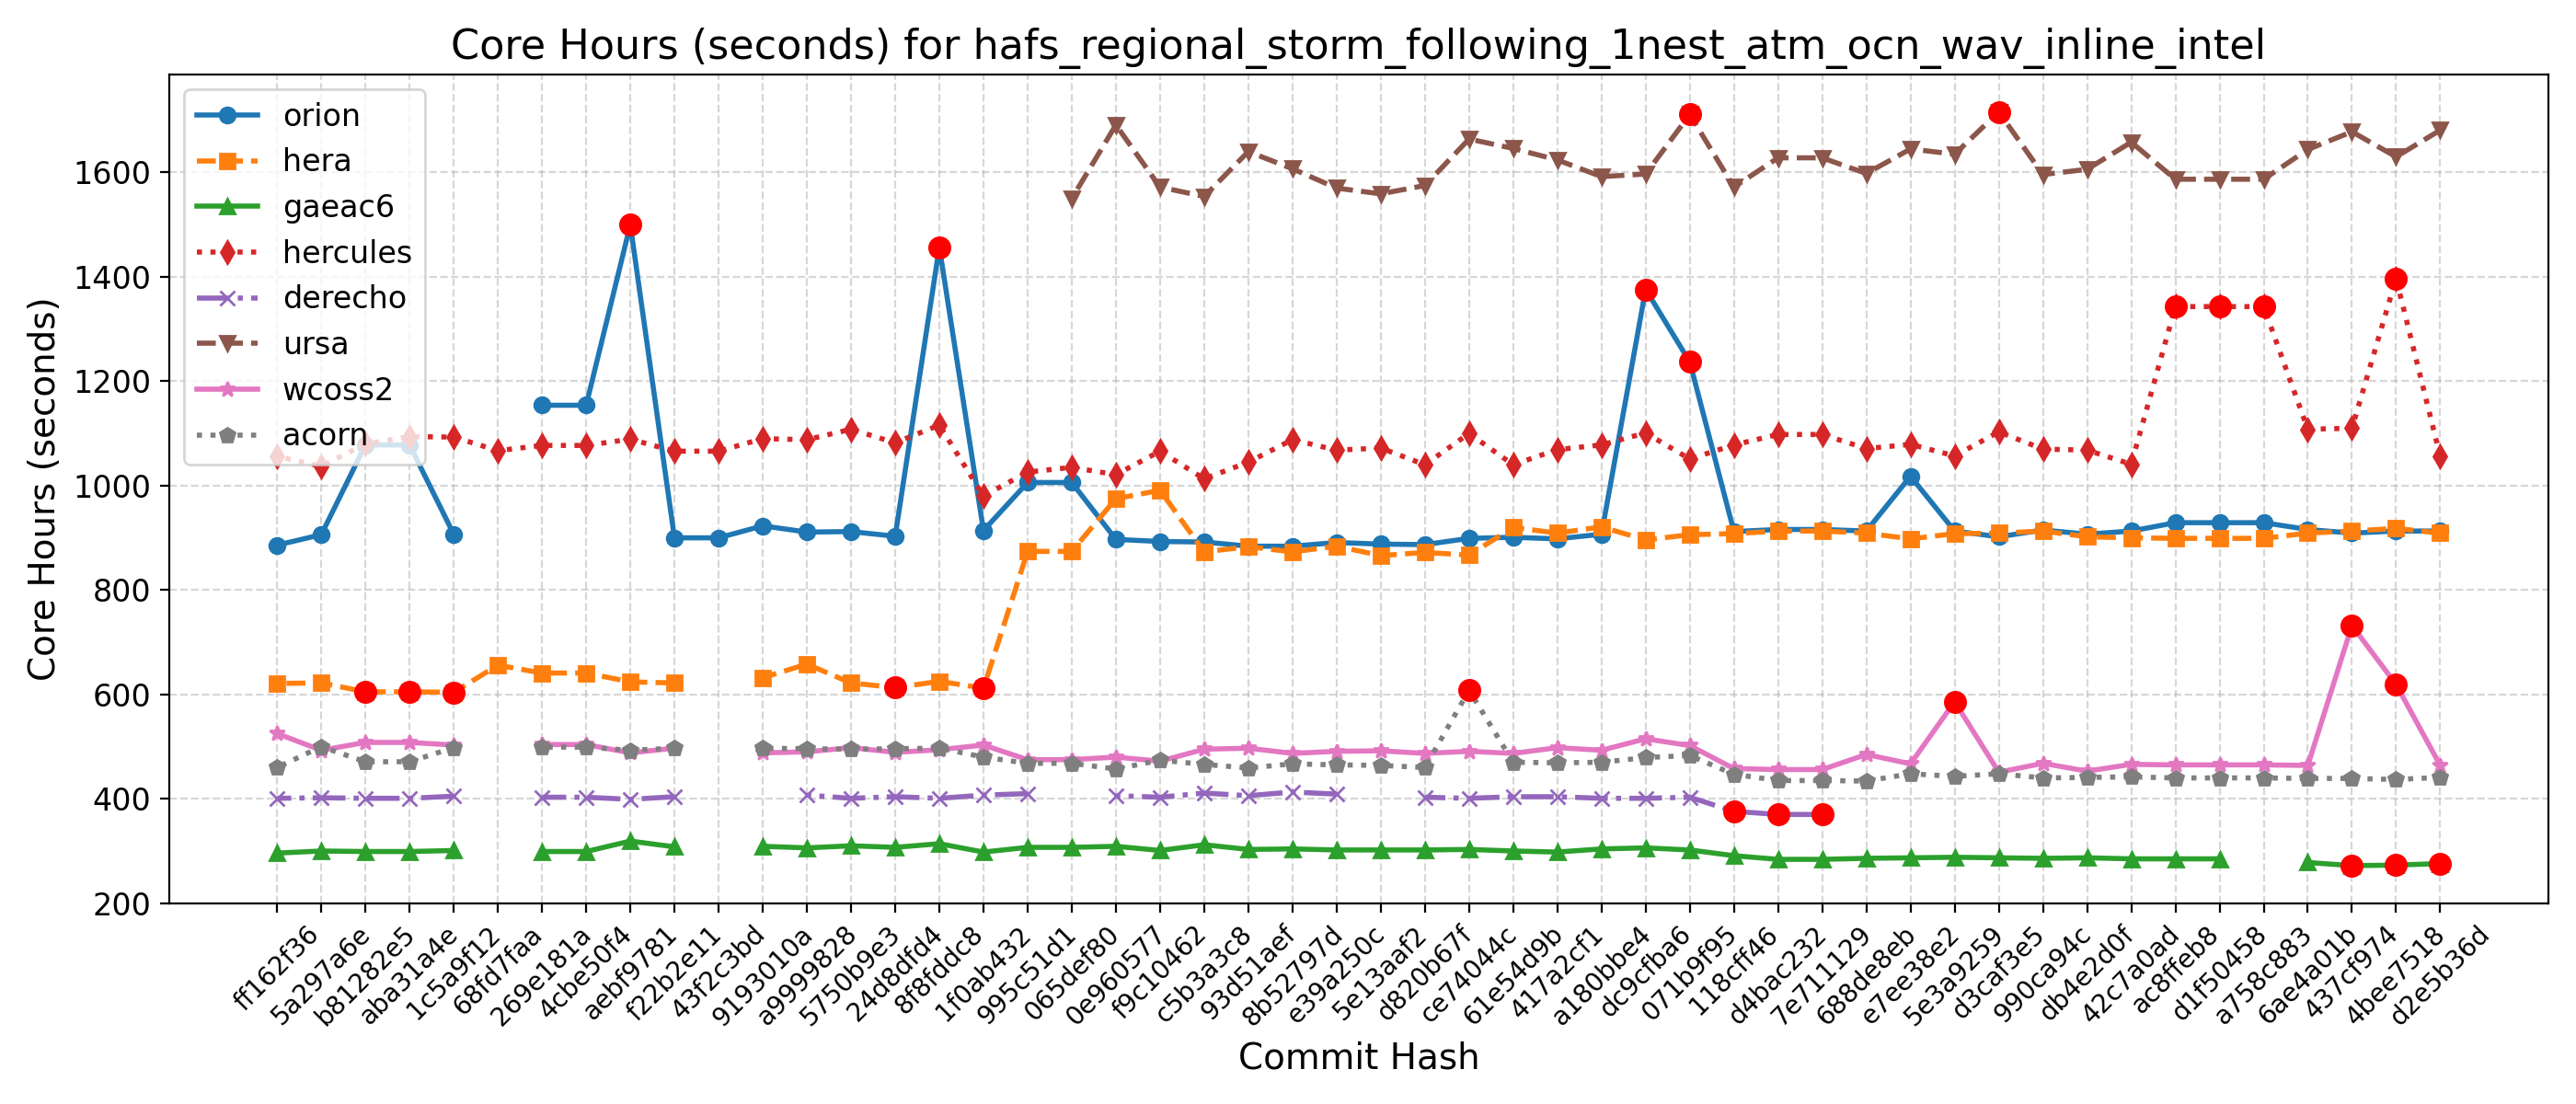 Core Hours (seconds) for hafs_regional_storm_following_1nest_atm_ocn_wav_inline_intel
orion
hera
gaeac6
hercules
derecho
ursa
wcoss2
acorn
Core Hours (seconds)
1600
1400
1200
1000
800
600
400
200
ff162f36
5a297a6e
b81282e5
aba31a4e
1c5a9f12
68fd7faa
269e181a
4cbe50f4
aebf9781
f22b2e11
43f2c3bd
9193010a
a9999828
5750b9e3
24d8dfd4
8f8fddc8
1f0ab432
995c51d1
065def80
0e960577
f9c10462
c5b3a3c8
93d51aef
8b52797d
e39a250c
5e13aaf2
d820b67f
ce74044c
61e54d9b
417a2cf1
a180bbe4
dc9cfba6
071b9f95
118cff46
d4bac232
7e711129
688de8eb
e7ee38e2
5e3a9259
d3caf3e5
990ca94c
db4e2d0f
42c7a0ad
ac8ffeb8
d1f50458
a758c883
6ae4a01b
437cf974
4bee7518
d2e5b36d
Commit Hash